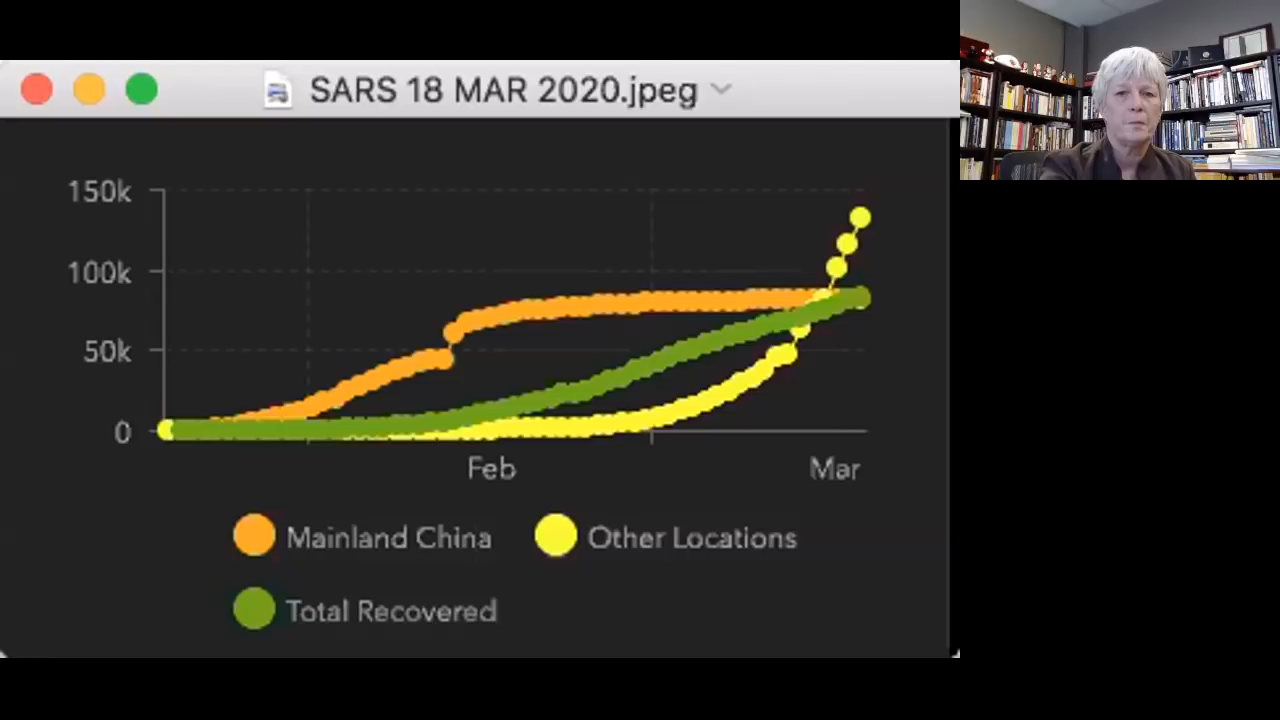 SARS 18 MAR 2020.jpeg
150k
100k
50k
0
Feb Mar
Mainland China Other Locations
Total Recovered